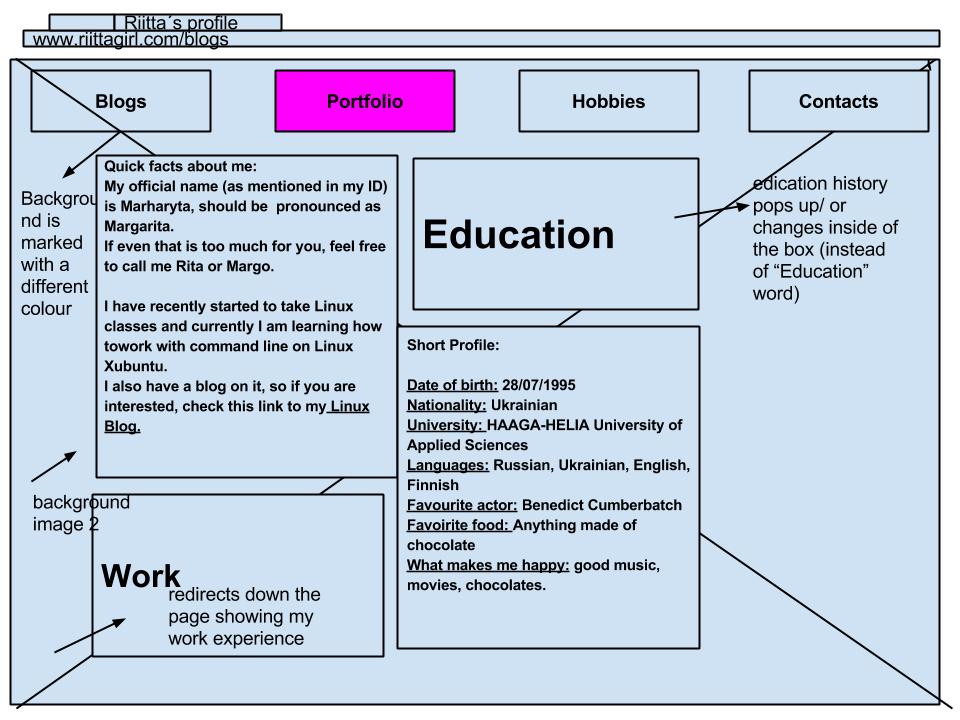 Riitta´s profile
www.riittagirl.com/blogs
Blogs
Portfolio
Hobbies
Contacts
Backgrou
nd is
marked
with a
different
colour
Quick facts about me:
My official name (as mentioned in my ID)
is Marharyta, should be pronounced as
Margarita.
If even that is too much for you, feel free
to call me Rita or Margo.
I have recently started to take Linux
classes and currently I am learning how
towork with command line on Linux
Xubuntu.
I also have a blog on it, so if you are
interested, check this link to my Linux
Blog.
Education
edication history
pops up/ or
changes inside of
the box (instead
of “Education”
word)
Short Profile:
Date of birth: 28/07/1995
Nationality: Ukrainian
University: HAAGA-HELIA University of
Applied Sciences
Languages: Russian, Ukrainian, English,
Finnish
Favourite actor: Benedict Cumberbatch
Favoirite food: Anything made of
chocolate
What makes me happy: good music,
movies, chocolates.
background
image 2
Work
redirects down the
page showing my
work experience